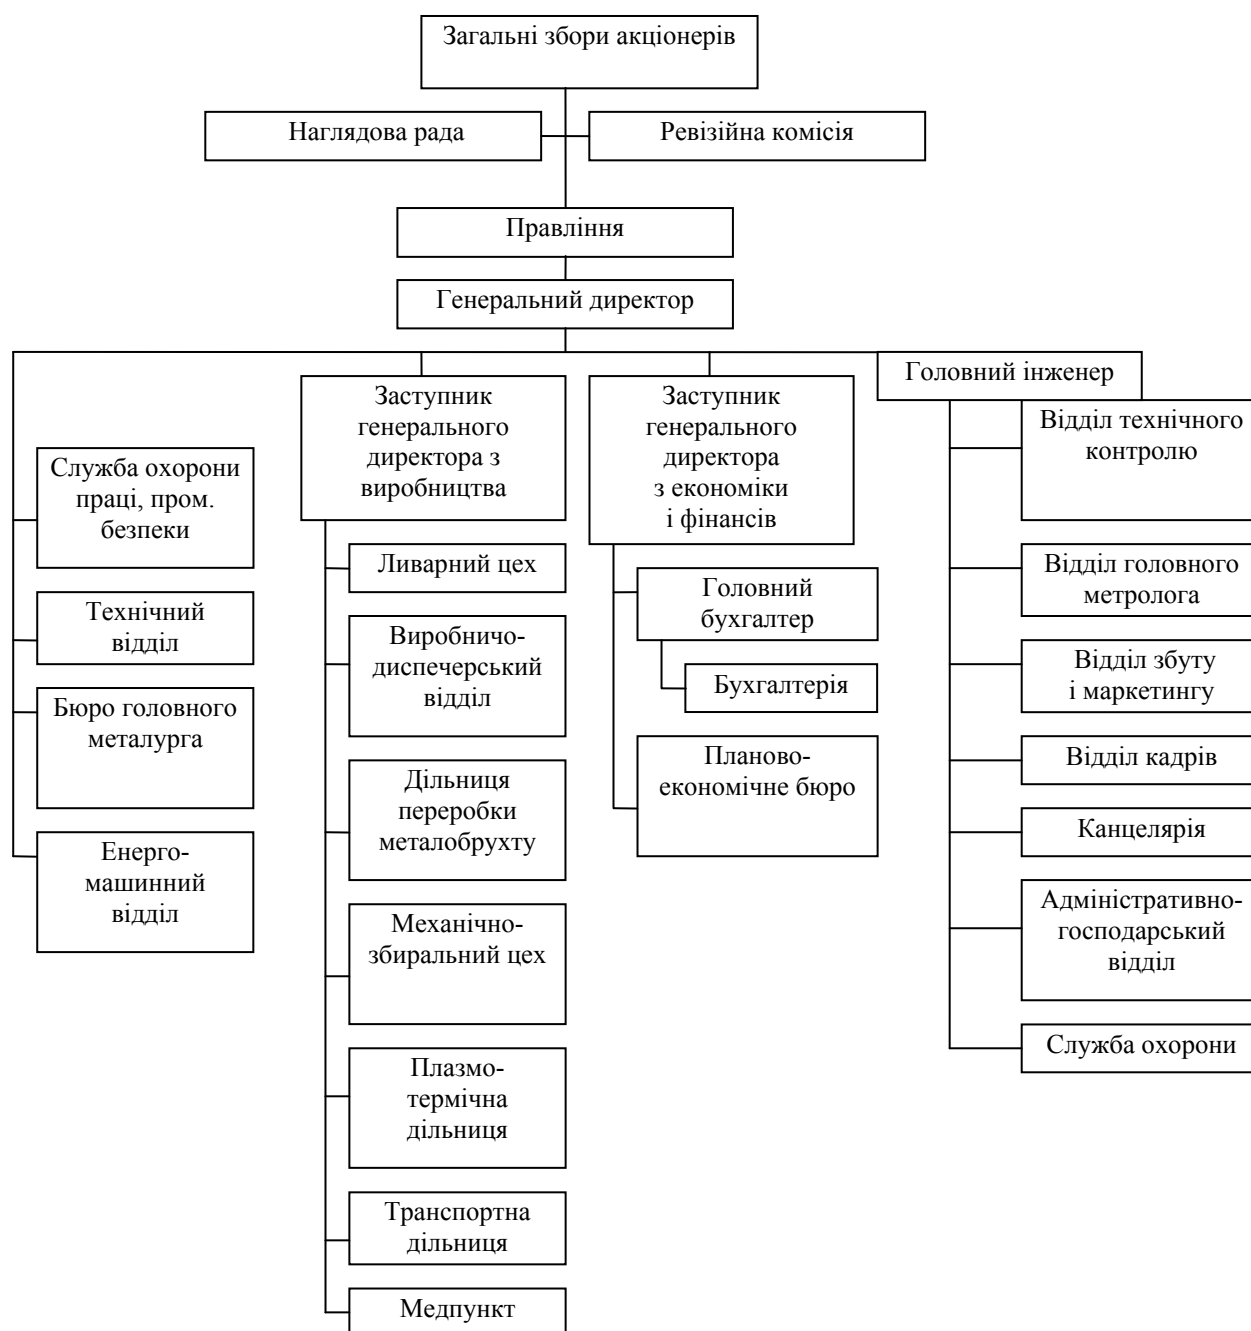 Загальні збори акціонерів
Наглядова рада
Ревізійна комісія
Правління
Генеральний директор
Служба охорони
праці, пром.
безпеки
Технічний
відділ
Бюро головного
металурга
Енерго-
машинний
відділ
Заступник
генерального
директора з
виробництва
Ливарний цех
Виробничо-
диспечерський
відділ
Дільниця
переробки
металобрухту
Механічно-
збиральний цех
Плазмо-
термічна
дільниця
Транспортна
дільниця
Медпункт
Заступник
генерального
директора
з економіки
і фінансів
Головний
бухгалтер
Бухгалтерія
Планово-
економічне бюро
Головний інженер
Відділ технічного
контролю
Відділ головного
метролога
Відділ збуту
і маркетингу
Відділ кадрів
Канцелярія
Адміністративно-
господарський
відділ
Служба охорони